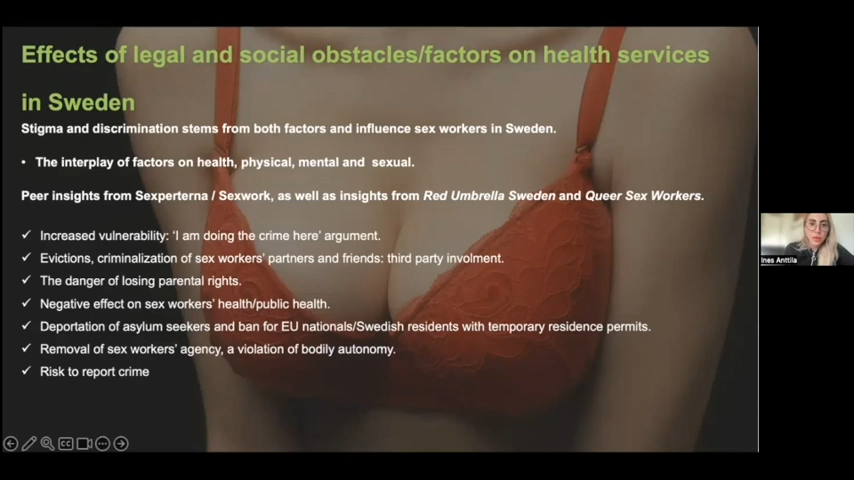 Effects of legal and social obstacles/factors on health services
in Sweden
Stigma and discrimination stems from both factors and influence sex workers in Sweden.
• The interplay of factors on health, physical, mental and sexual.
Peer insights from Sexperterna / Sexwork, as well as insights from Red Umbrella Sweden and Queer Sex Workers.
✓ Increased vulnerability: 'I am doing the crime here' argument.
✓ Evictions, criminalization of sex workers' partners and friends: third party involment.
✓ The danger of losing parental rights.
✓ Negative effect on sex workers' health/public health.
✓ Deportation of asylum seekers and ban for EU nationals/Swedish residents with temporary residence permits.
✓ Removal of sex workers' agency, a violation of bodily autonomy.
✓ Risk to report crime
CC
Ines Anttila